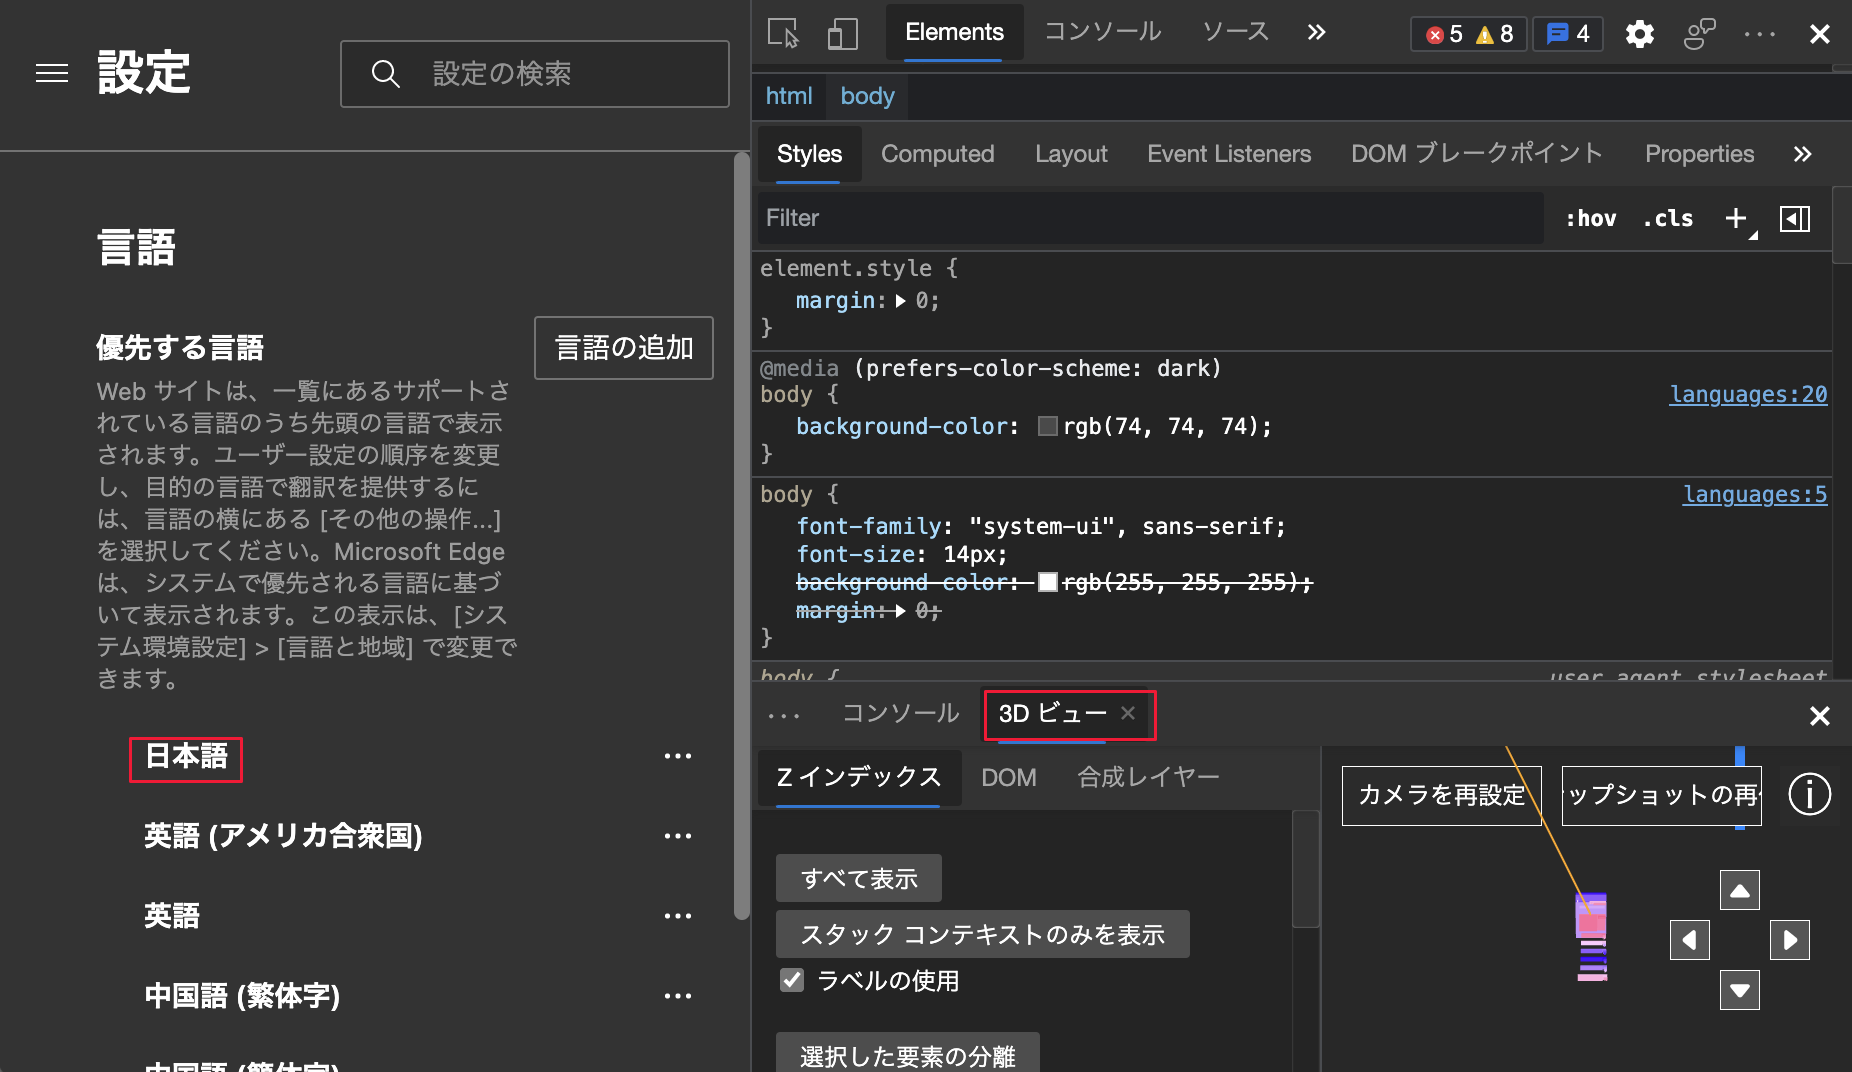 設定
設定の検索
言語
優先する言語
言語の追加
Web サイトは、一覧にあるサポートさ
れている言語のうち先頭の言語で表示
されます。ユーザー設定の順序を変更
し、目的の言語で翻訳を提供するに
は、言語の横にある [その他の操作...]
を選択してください。Microsoft Edge
は、システムで優先される言語に基づ
いて表示されます。この表示は、[シス
テム環境設定] > [言語と地域] で変更で
きます。
日本語
英語 (アメリカ合衆国)
英語
中国語 (繁体字)
中国語 (簡体字)
Elements コンソール ソース 5 8 4
html body
Styles Computed Layout Event Listeners DOM ブレークポイント Properties
Filter :hov .cls
element.style {
margin: 0;
}
@media (prefers-color-scheme: dark)
body { languages:20
background-color: rgb(74, 74, 74);
}
body { languages:5
font-family: "system-ui", sans-serif;
font-size: 14px;
background-color: rgb(255, 255, 255);
margin: 0;
}
body { user agent stylesheet
... コンソール 3D ビュー
Z インデックス DOM 合成レイヤー
すべて表示
スタック コンテキストのみを表示
ラベルの使用
選択した要素の分離
カメラを再設定
ップショットの再